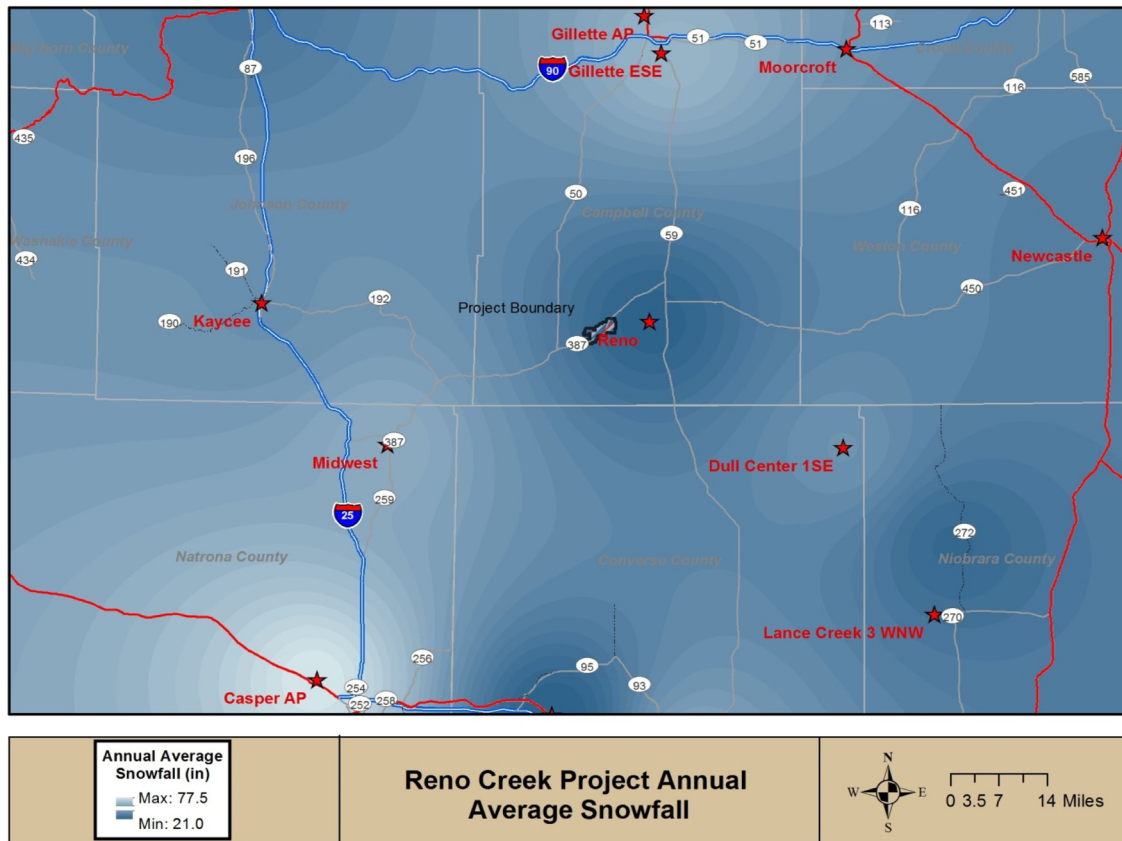 Gillette AP
51
51
113
Moorcroft
Big Horn County
Crook County
Gillette ESE
90
87
585
116
435
196
50
451
Johnson County
Campbell County
116
Washakie County
59
Weston County
434
Newcastle
191
192
450
Project Boundary
Kaycee
190
387
Reno
387
Midwest
Dull Center 1SE
259
25
272
Natrona County
Converse County
Niobrara County
270
Lance Creek 3 WNW
256
95
93
Casper AP
254
252
258
Annual Average
Snowfall (in)
Max: 77.5
Min: 21.0
Reno Creek Project Annual
Average Snowfall
N
W
E
S
0 3.5 7 14 Miles